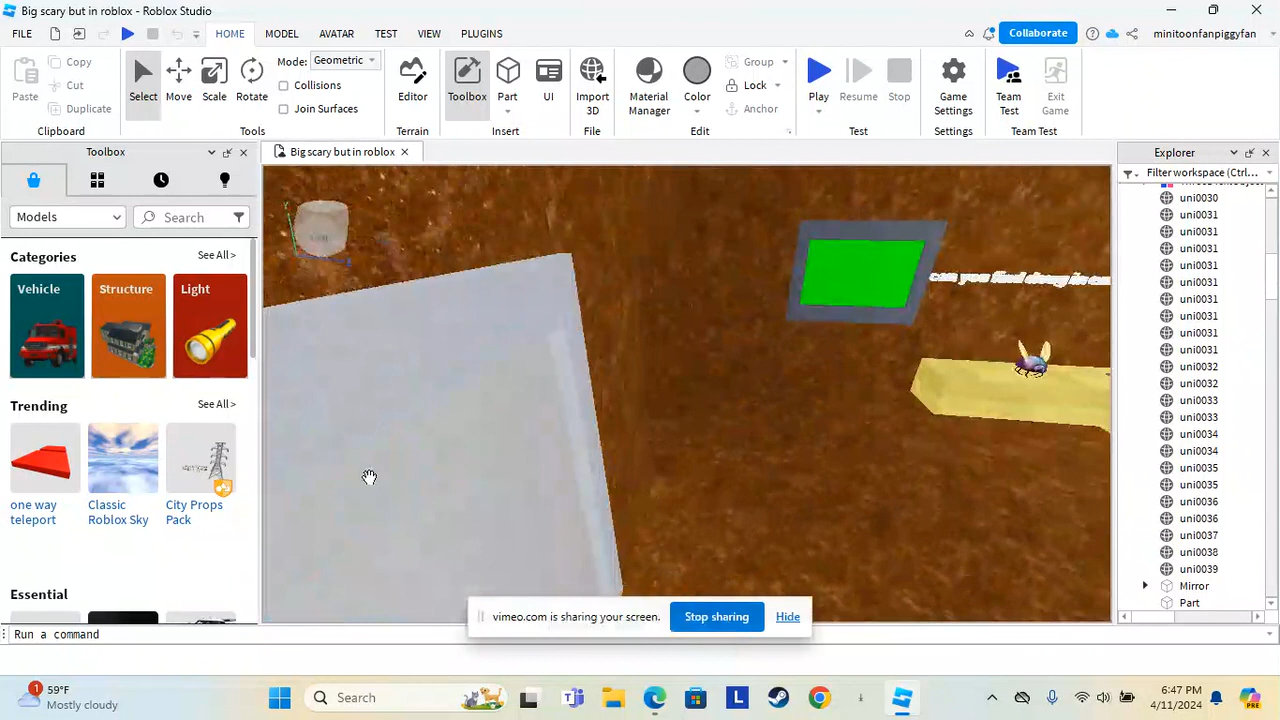 Big scary but in roblox - Roblox Studio
FILE HOME MODEL AVATAR TEST VIEW PLUGINS Collaborate minitoonfanpiggyfan
Paste Copy Cut Duplicate Clipboard
Select Move Scale Rotate Mode: Geometric Collisions Join Surfaces Tools
Editor Terrain
Toolbox Part UI Insert
Import 3D File
Material Manager Color Group Lock Anchor Edit
Play Resume Stop Test
Game Settings Settings
Team Test Exit Game Team Test
Toolbox
Big scary but in roblox
Explorer
Filter workspace (Ctrl...
Models Search
Categories See All >
Vehicle Structure Light
Trending See All >
one way teleport
Classic Roblox Sky
City Props Pack
Essential
can you find
uni0030
uni0031
uni0031
uni0031
uni0031
uni0031
uni0031
uni0031
uni0031
uni0031
uni0032
uni0032
uni0033
uni0033
uni0034
uni0034
uni0035
uni0035
uni0036
uni0036
uni0037
uni0038
uni0039
Mirror
Part
vimeo.com is sharing your screen. Stop sharing Hide
Run a command
1
59°F
Mostly cloudy
Search
L
6:47 PM
4/11/2024
PRE